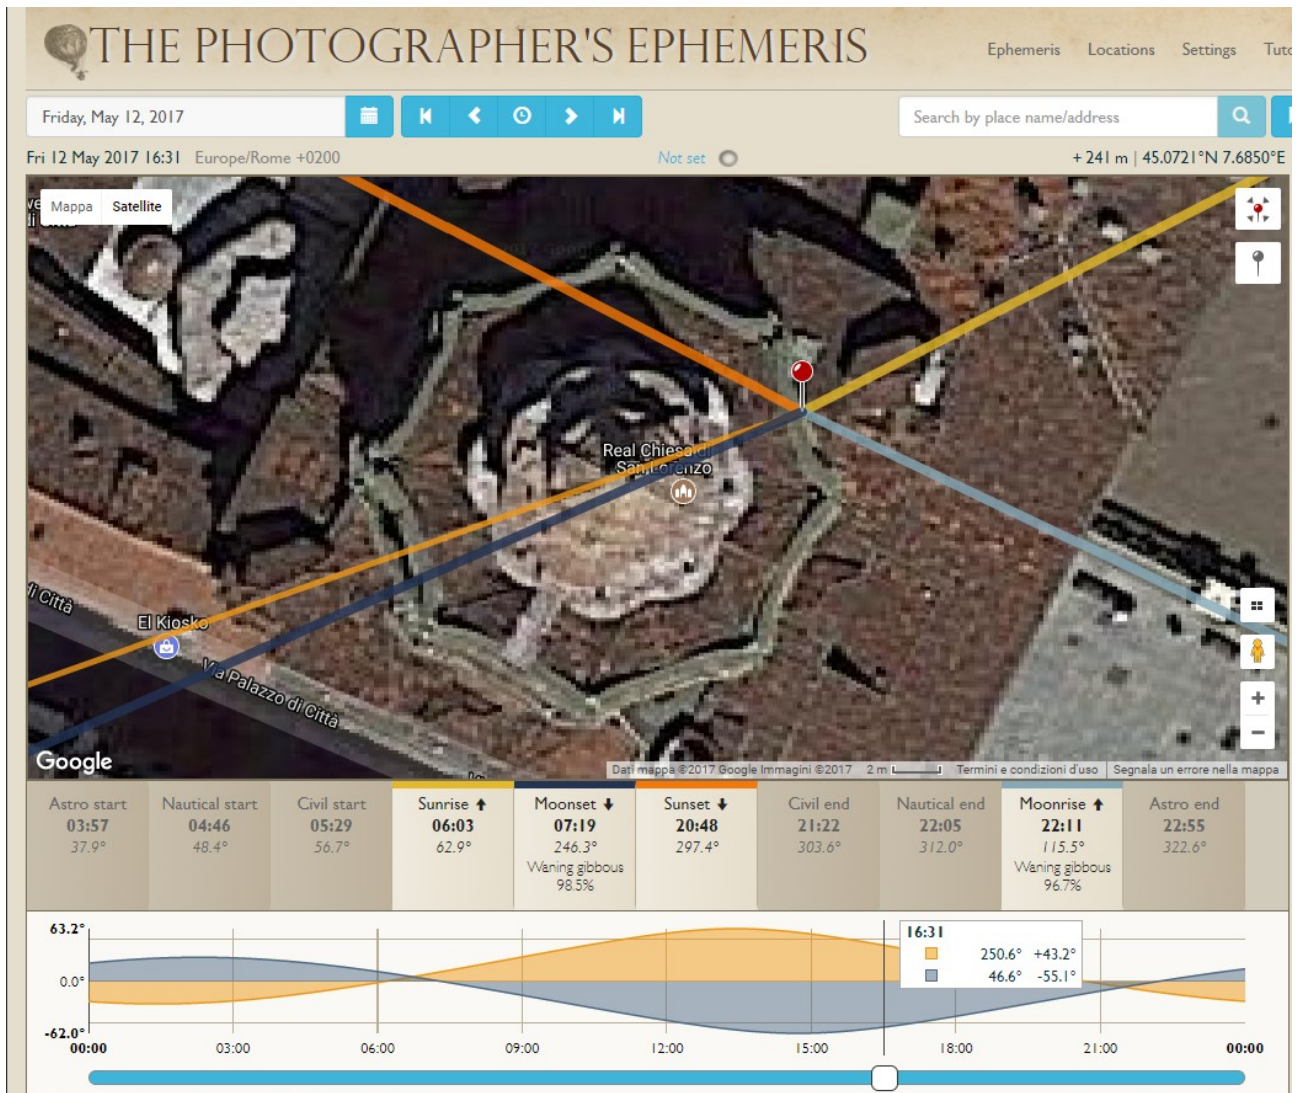 THE PHOTOGRAPHER'S EPHEMERIS
Ephemeris Locations Settings
Friday, May 12, 2017
Search by place name/address
Fri 12 May 2017 16:31 Europe/Rome +0200
Not set
+ 241 m | 45.0721°N 7.6850°E
Mappa Satellite
Real Chiesa di
San Lorenzo
di Città
El Kiosko
Via Palazzo di Città
Google
Dati mappa ©2017 Google Immagini ©2017 2 m Termini e condizioni d'uso Segnala un errore nella mappa
Astro start
03:57
37.9°
Nautical start
04:46
48.4°
Civil start
05:29
56.7°
Sunrise
06:03
62.9°
Moonset
07:19
246.3°
Waning gibbous
98.5%
Sunset
20:48
297.4°
Civil end
21:22
303.6°
Nautical end
22:05
312.0°
Moonrise
22:11
115.5°
Waning gibbous
96.7%
Astro end
22:55
322.6°
63.2°
0.0°
-62.0°
16:31
250.6° +43.2°
46.6° -55.1°
00:00 03:00 06:00 09:00 12:00 15:00 18:00 21:00 00:00